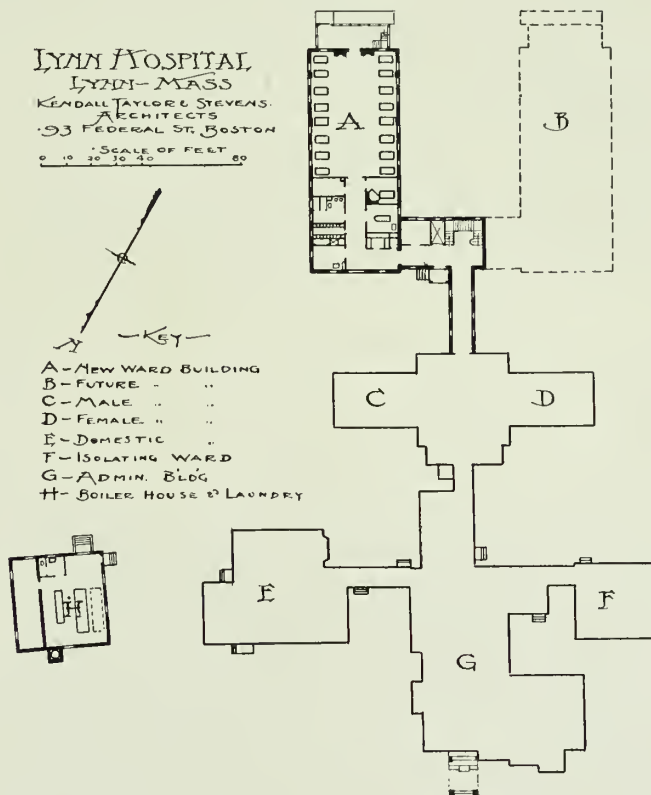 LYNN HOSPITAL
LYNN-MASS
KENDALL TAYLOR & STEVENS.
ARCHITECTS
·93 FEDERAL ST, BOSTON
·SCALE OF FEET
0 10 20 30 40 80
N
-KEY-
A-NEW WARD BUILDING
B-FUTURE " "
C-MALE " "
D-FEMALE " "
E-DOMESTIC "
F-ISOLATING WARD
G-ADMIN. B'LD'G
H-BOILER HOUSE & LAUNDRY
A
B
C
D
E
F
G
H